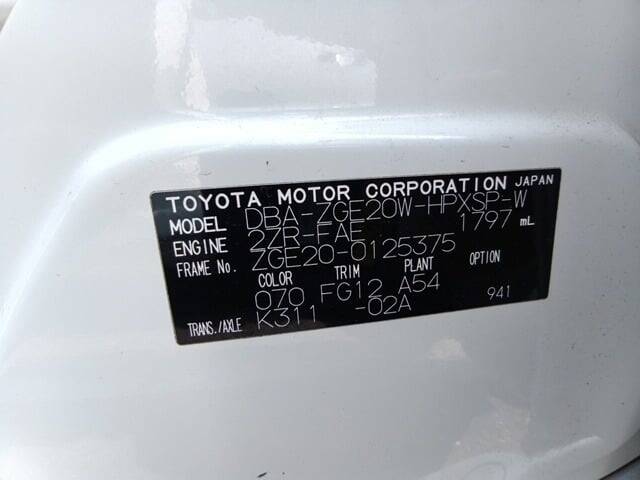 TOYOTA MOTOR CORPORATION JAPAN
MODEL DBA-ZGE20W-HPXSP-W
ENGINE 2ZR-FAE 1797 mL
FRAME No. ZGE20-0125375
COLOR TRIM PLANT OPTION
070 FG12 A54 941
TRANS./AXLE K311 -02A